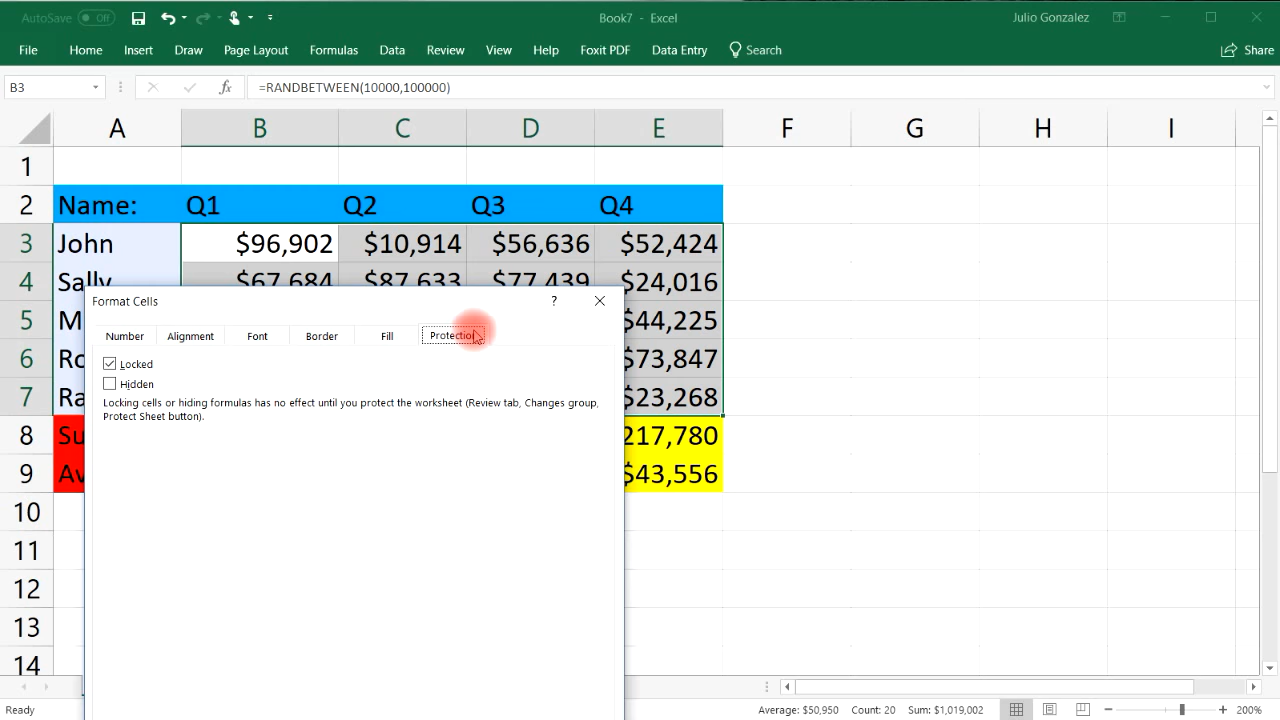 AutoSave Off Book7 - Excel Julio Gonzalez
File Home Insert Draw Page Layout Formulas Data Review View Help Foxit PDF Data Entry Search Share
B3 fx =RANDBETWEEN(10000,100000)
A B C D E F G H I
1
2 Name: Q1 Q2 Q3 Q4
3 John $96,902 $10,914 $56,636 $52,424
4 Sally $67,684 $87,633 $77,439 $24,016
Format Cells ?
5 M $44,225
Number Alignment Font Border Fill Protection
6 Ro $73,847
Locked
Hidden
7 Ra $23,268
Locking cells or hiding formulas has no effect until you protect the worksheet (Review tab, Changes group,
Protect Sheet button).
8 Su 217,780
9 Av $43,556
10
11
12
13
14
Ready Average: $50,950 Count: 20 Sum: $1,019,002 200%